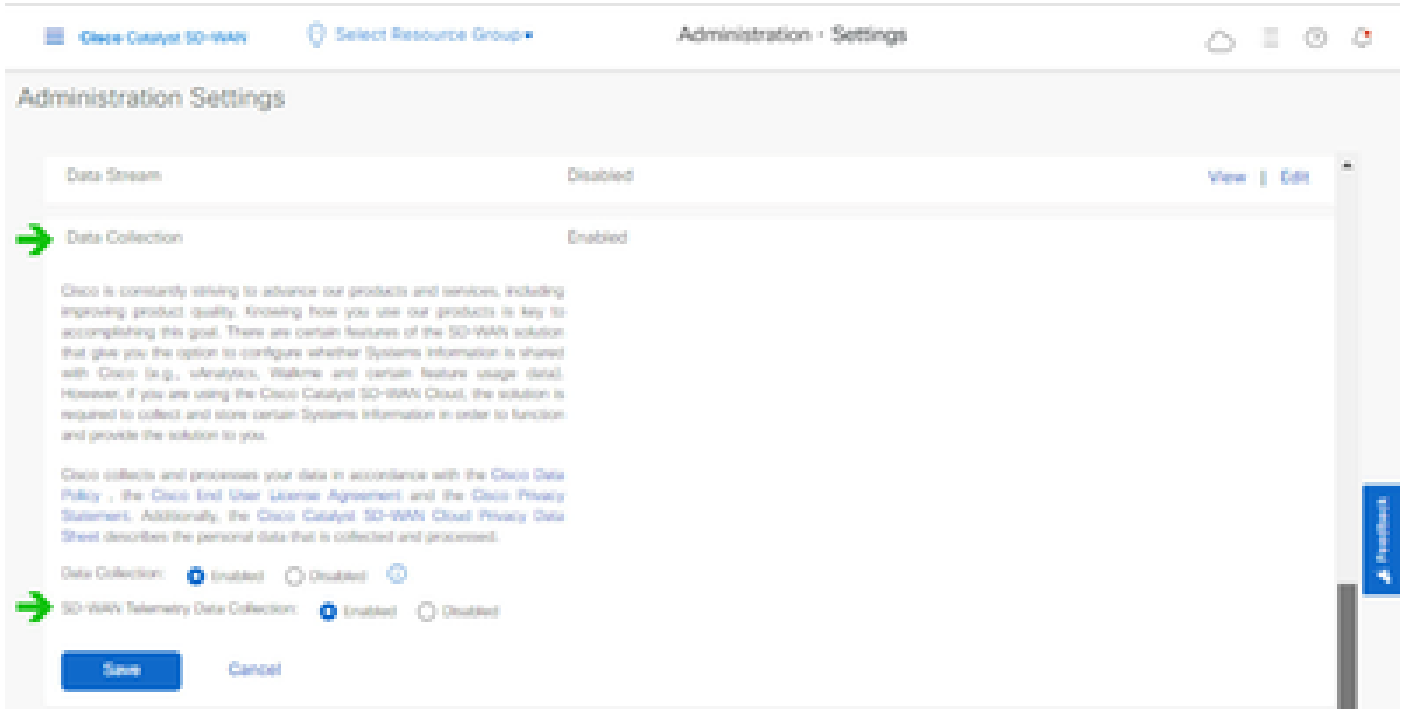 Cisco Catalyst SD-WAN
Select Resource Group
Administration · Settings
Administration Settings
Data Stream
Disabled
View | Edit
Data Collection
Enabled
Cisco is constantly striving to advance our products and services, including
improving product quality. Knowing how you use our products is key to
accomplishing this goal. There are certain features of the SD-WAN solution
that give you the option to configure whether Systems Information is shared
with Cisco (e.g., vAnalytics, Walkme and certain feature usage data).
However, if you are using the Cisco Catalyst SD-WAN Cloud, the solution is
required to collect and store certain Systems Information in order to function
and provide the solution to you.
Cisco collects and processes your data in accordance with the Cisco Data
Policy , the Cisco End User License Agreement and the Cisco Privacy
Statement. Additionally, the Cisco Catalyst SD-WAN Cloud Privacy Data
Sheet describes the personal data that is collected and processed.
Data Collection: Enabled Disabled
SD-WAN Telemetry Data Collection: Enabled Disabled
Save
Cancel
Feedback